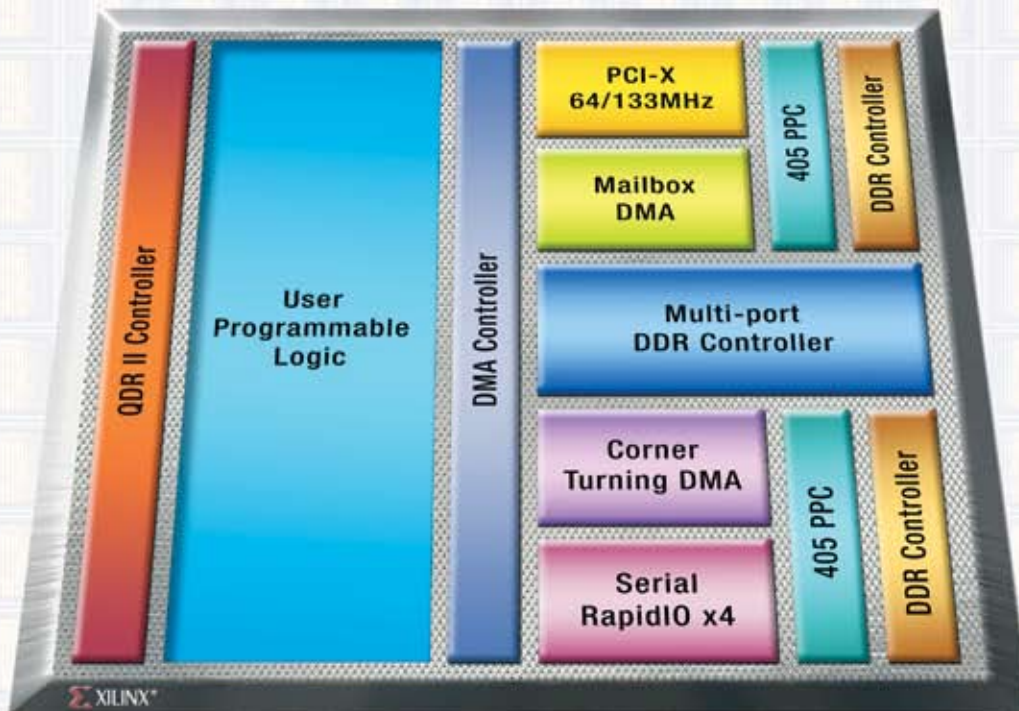 QDR II Controller
User
Programmable
Logic
DMA Controller
PCI-X
64/133MHz
Mailbox
DMA
405 PPC
DDR Controller
Multi-port
DDR Controller
Corner
Turning DMA
Serial
RapidIO x4
405 PPC
DDR Controller
XILINX®